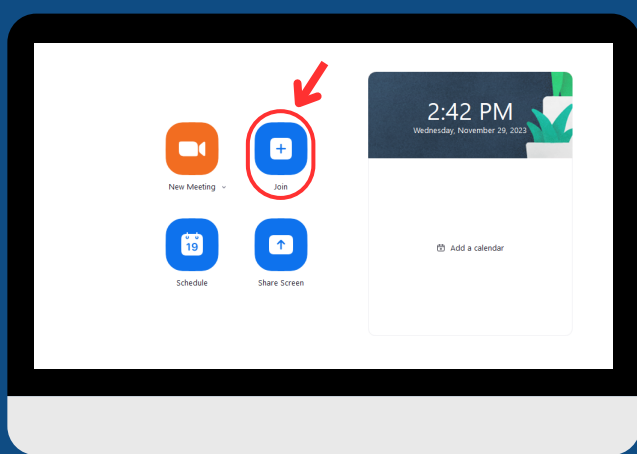 New Meeting
Join
19
Schedule
Share Screen
2:42 PM
Wednesday, November 29, 2023
Add a calendar